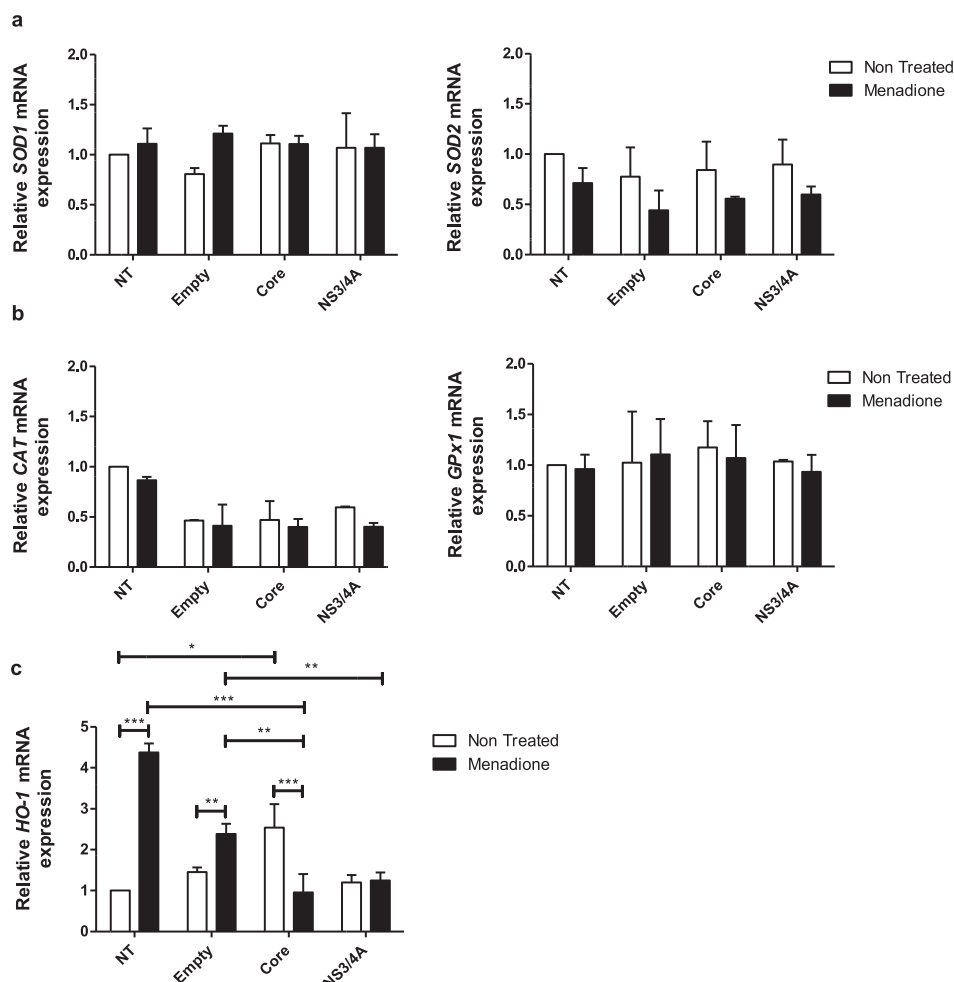 a
Relative SOD1 mRNA
expression
2.0
1.5
1.0
0.5
0.0
NT
Empty
Core
NS3/4A
Relative SOD2 mRNA
expression
2.0
1.5
1.0
0.5
0.0
NT
Empty
Core
NS3/4A
Non Treated
Menadione
b
Relative CAT mRNA
expression
2.0
1.5
1.0
0.5
0.0
NT
Empty
Core
NS3/4A
Relative GPx1 mRNA
expression
2.0
1.5
1.0
0.5
0.0
NT
Empty
Core
NS3/4A
Non Treated
Menadione
c
Relative HO-1 mRNA
expression
5
4
3
2
1
0
*
**
***
**
***
**
***
NT
Empty
Core
NS3/4A
Non Treated
Menadione